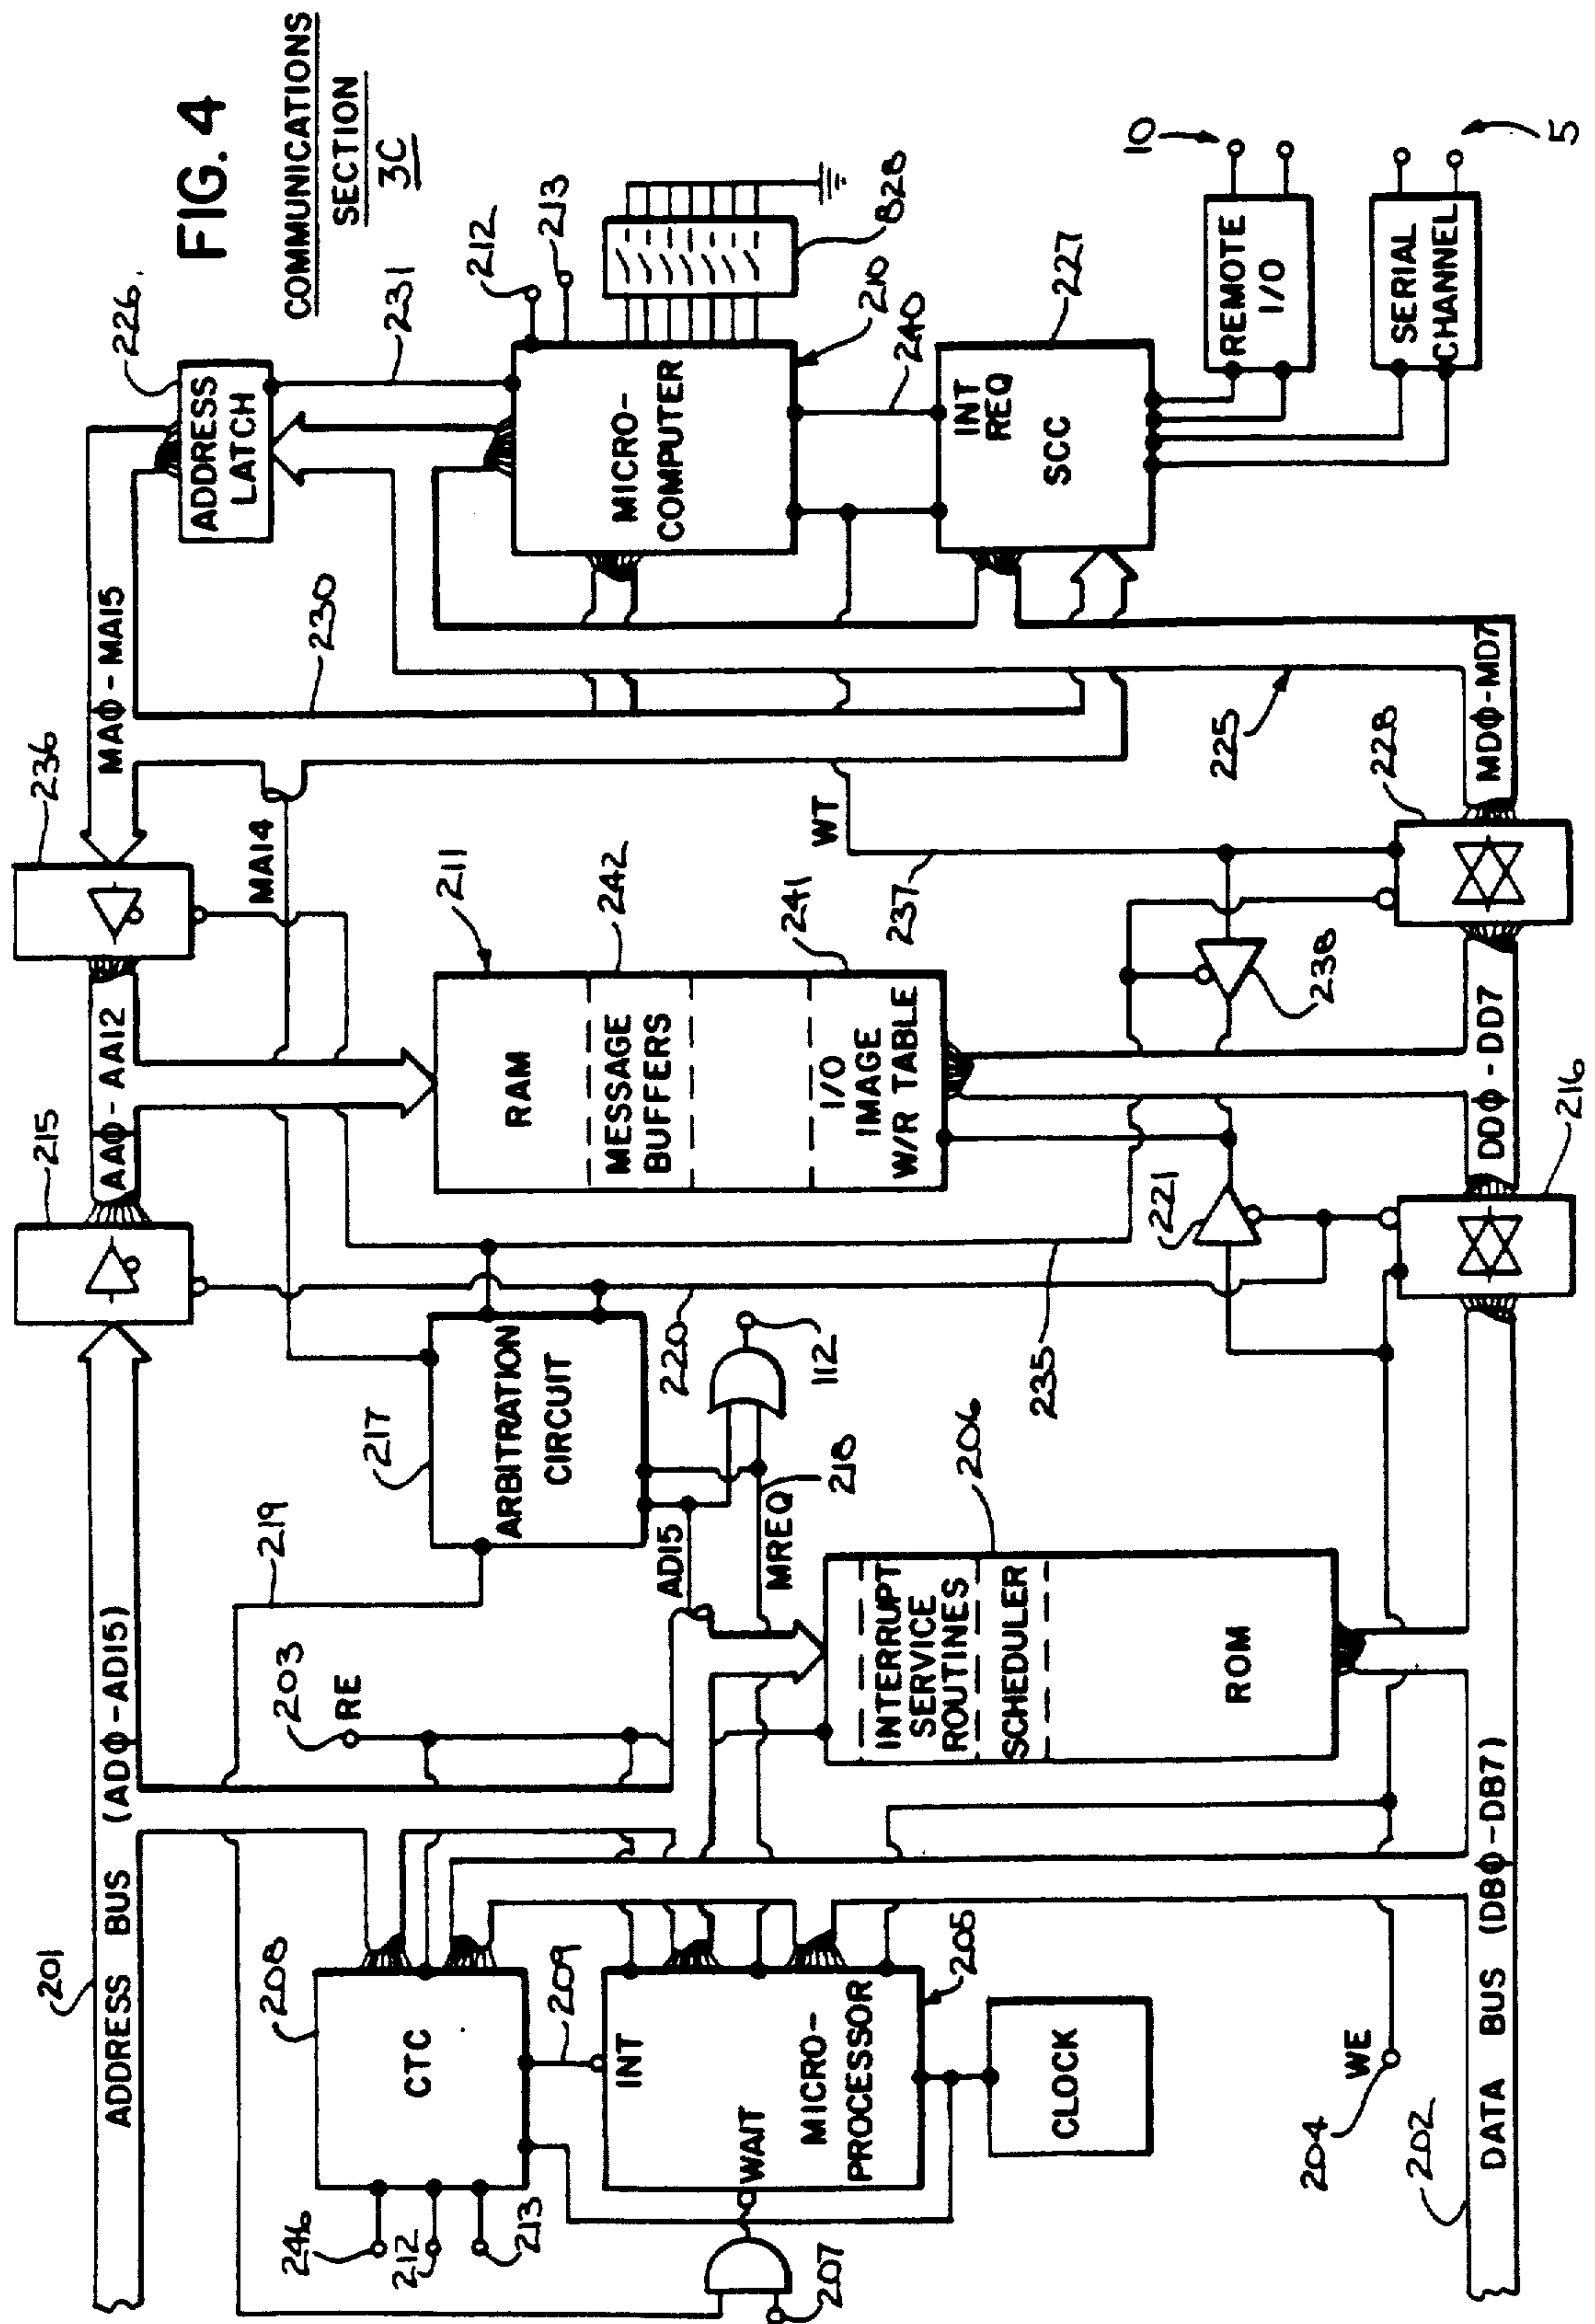 FIG. 4
COMMUNICATIONS
SECTION
3C
201
ADDRESS BUS (ADΦ-AD15)
215
AAΦ-AA12
236
MAΦ-MA15
226
ADDRESS
LATCH
231
230
MA14
219
203
RE
208
CTC
246
212
213
209
INT
WAIT
MICRO-
PROCESSOR
205
207
CLOCK
217
ARBITRATION
CIRCUIT
AD15
MREQ
218
112
220
235
206
INTERRUPT
SERVICE
ROUTINES
SCHEDULER
ROM
211
RAM
242
MESSAGE
BUFFERS
241
I/O
IMAGE
W/R TABLE
WT
237
238
221
212
213
MICRO-
COMPUTER
828
210
240
227
INT
REQ
SCC
REMOTE
I/O
10
SERIAL
CHANNEL
5
225
228
WE
204
202
DATA BUS (DBΦ-DB7)
216
DDΦ-DD7
MDΦ-MD7